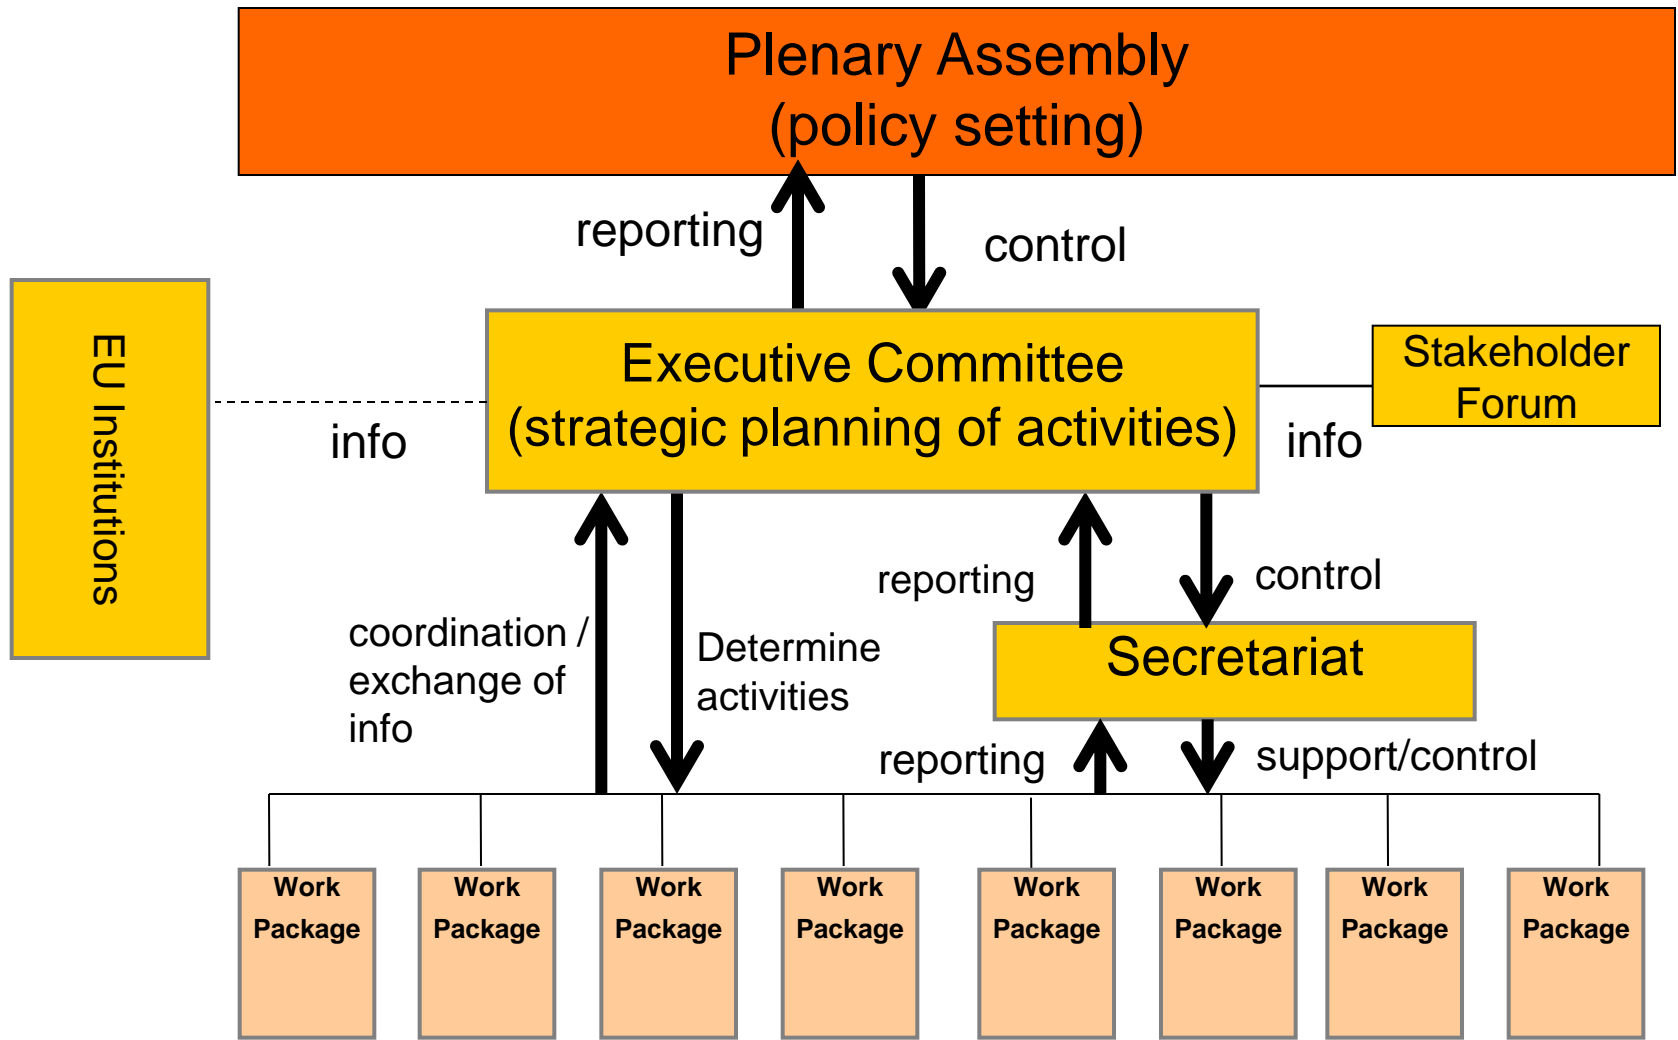 Plenary Assembly
(policy setting)
reporting
control
EU Institutions
Executive Committee
(strategic planning of activities)
Stakeholder
Forum
info
info
reporting
control
coordination /
exchange of
info
Determine
activities
Secretariat
reporting
support/control
Work
Package
Work
Package
Work
Package
Work
Package
Work
Package
Work
Package
Work
Package
Work
Package